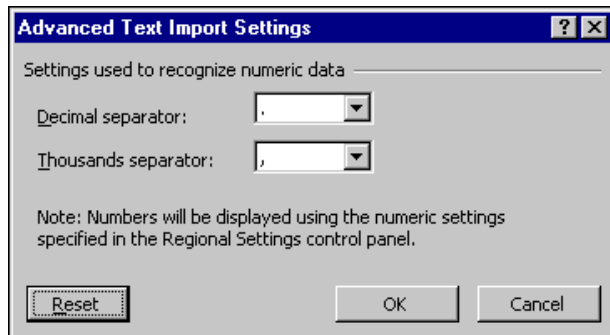 Advanced Text Import Settings
Settings used to recognize numeric data
Decimal separator: .
Thousands separator: ,
Note: Numbers will be displayed using the numeric settings
specified in the Regional Settings control panel.
Reset OK Cancel